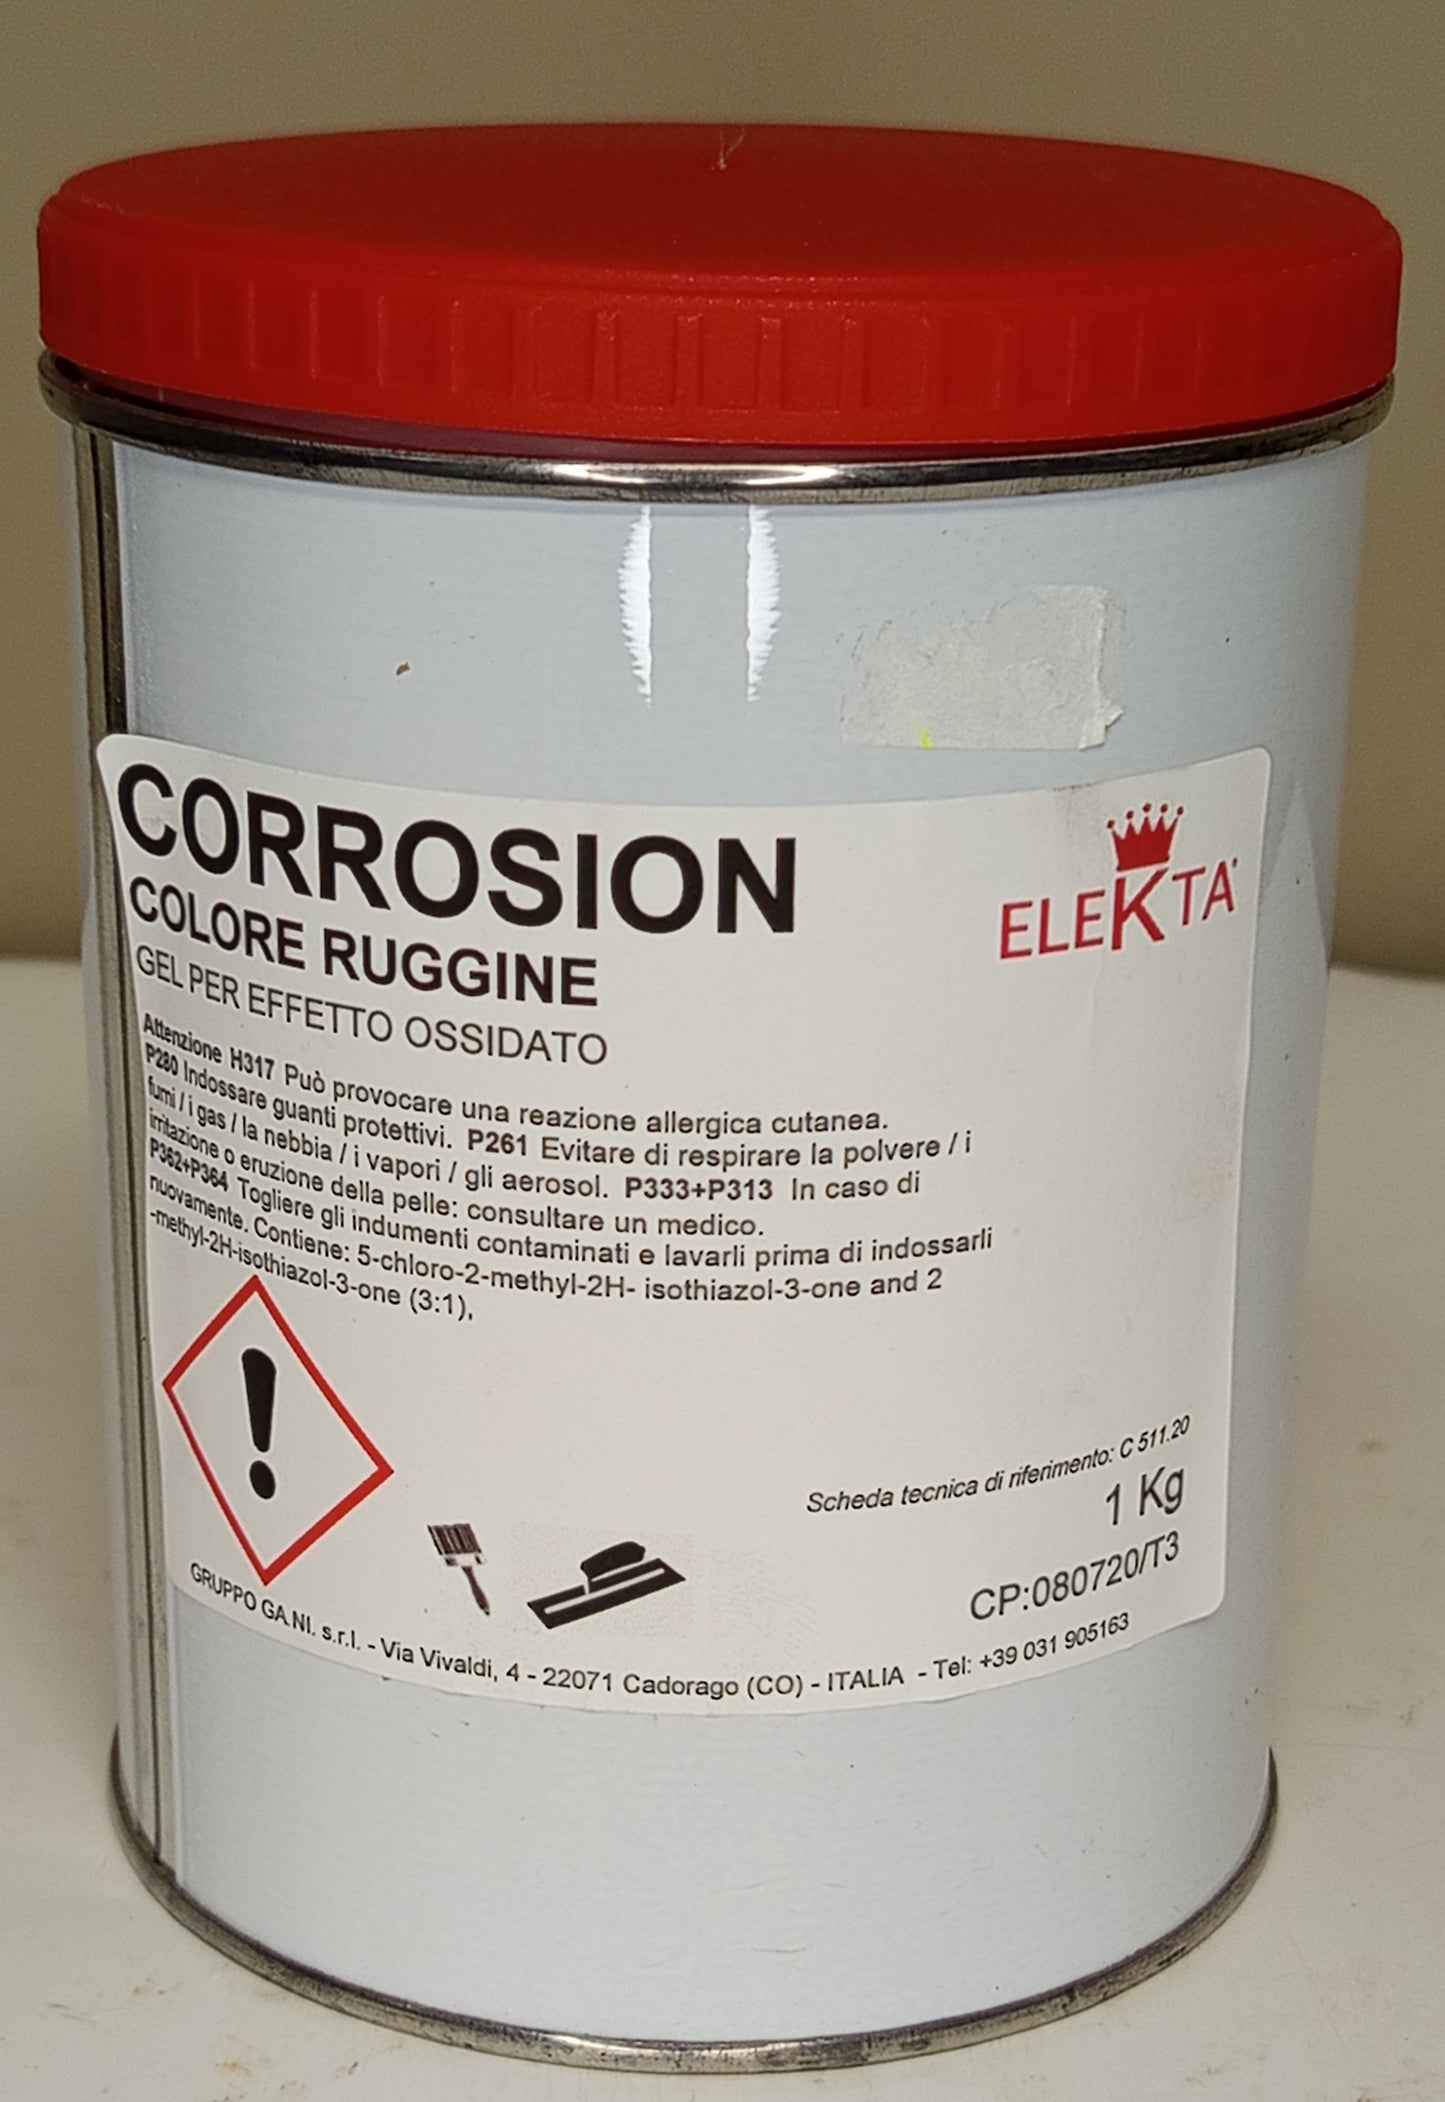 CORROSION
ELEKTA'
COLORE RUGGINE
GEL PER EFFETTO OSSIDATO
Attenzione H317 Può provocare una reazione allergica cutanea.
P280 Indossare guanti protettivi. P261 Evitare di respirare la polvere / i
fumi / i gas / la nebbia / i vapori / gli aerosol. P333+P313 In caso di
irritazione o eruzione della pelle: consultare un medico.
P362+P364 Togliere gli indumenti contaminati e lavarli prima di indossarli
nuovamente. Contiene: 5-chloro-2-methyl-2H- isothiazol-3-one and 2
-methyl-2H-isothiazol-3-one (3:1),
Scheda tecnica di riferimento: C 511.20
1 Kg
CP:080720/T3
GRUPPO GA.NI. s.r.l. - Via Vivaldi, 4 - 22071 Cadorago (CO) - ITALIA - Tel: +39 031 905163